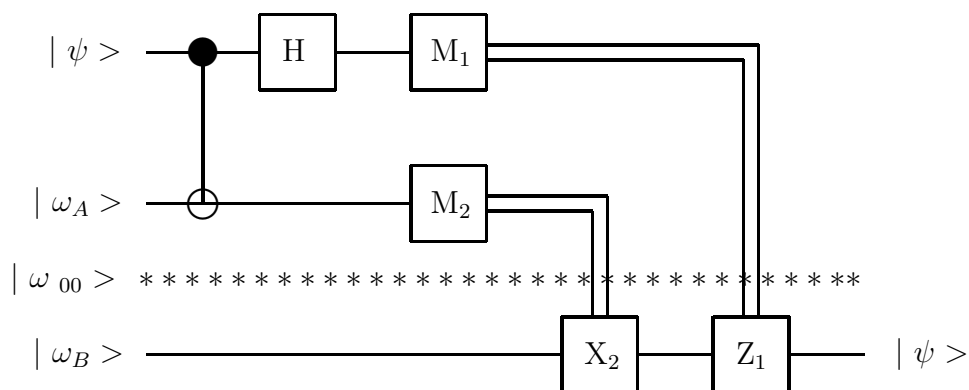 | ψ > H M₁
| ω_A > M₂
| ω ₀₀ > * * * * * * * * * * * * * * * * * * * * * * * * * * * * * * * *
| ω_B > X₂ Z₁ | ψ >